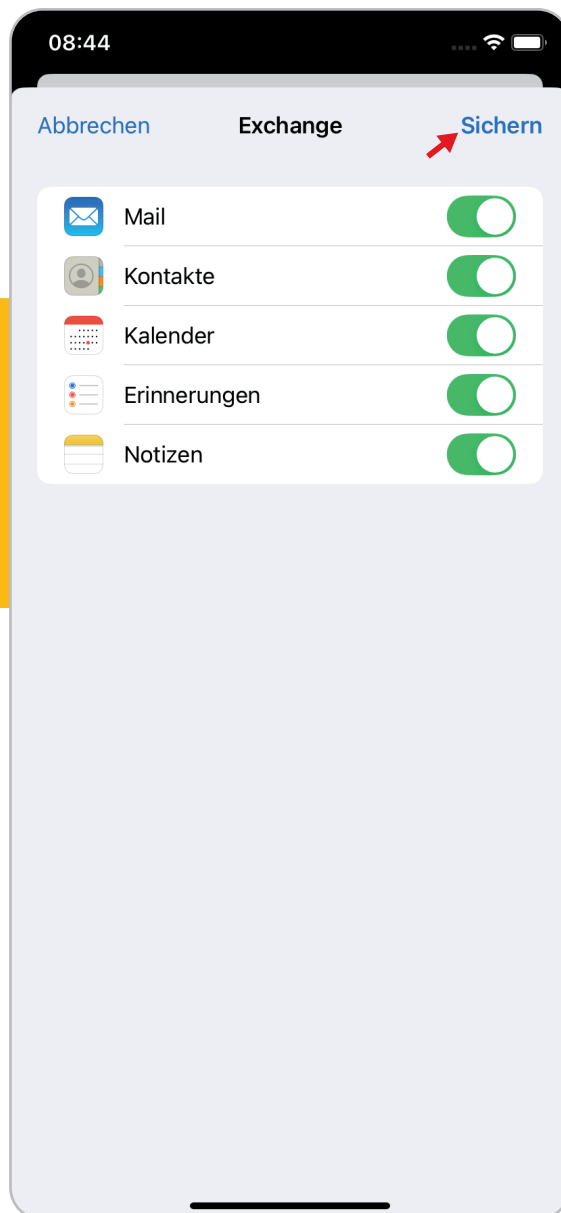 08:44
Abbrechen Exchange Sichern
Mail
Kontakte
Kalender
Erinnerungen
Notizen